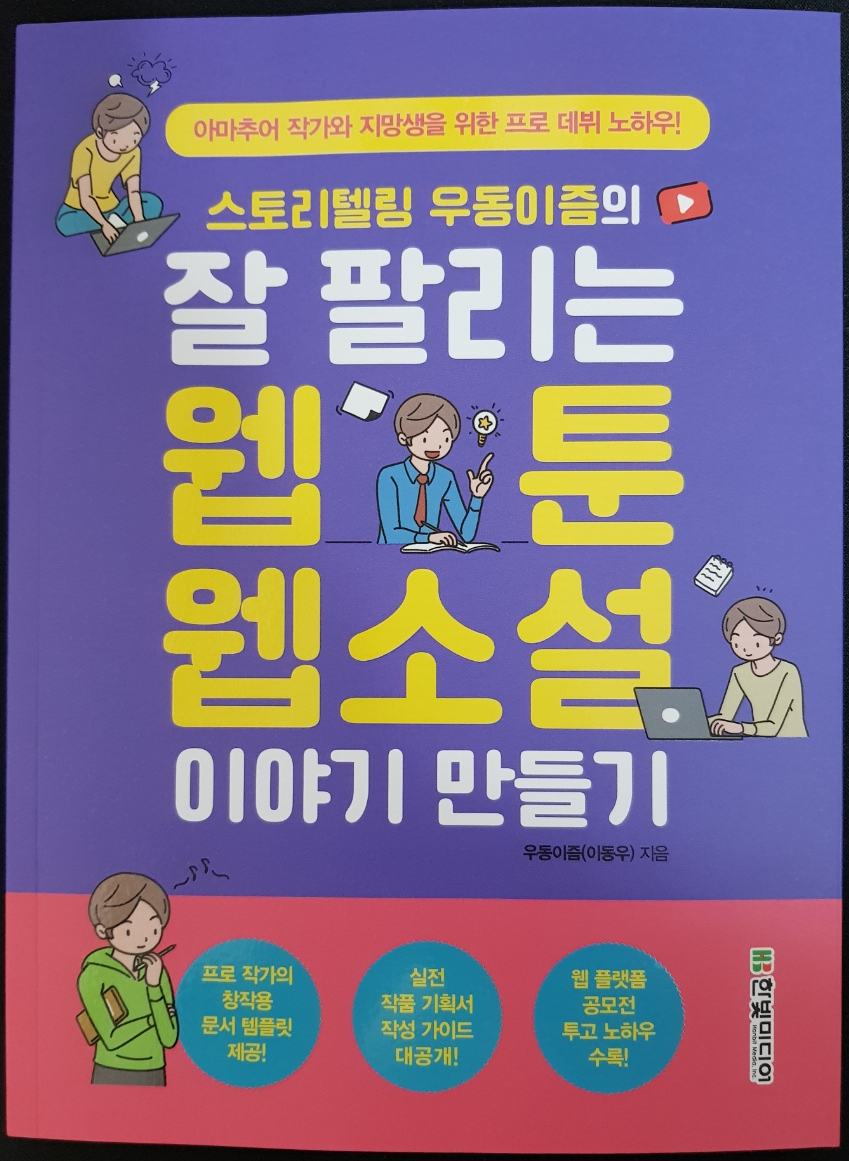 아마추어 작가와 지망생을 위한 프로 데뷔 노하우!
스토리텔링 우동이즘의
잘 팔리는
웹툰
웹소설
이야기 만들기
우동이즘(이동우) 지음
프로 작가의
창작용
문서 템플릿
제공!
실전
작품 기획서
작성 가이드
대공개!
웹 플랫폼
공모전
투고 노하우
수록!
HB 한빛미디어
Hanbit Media, Inc.